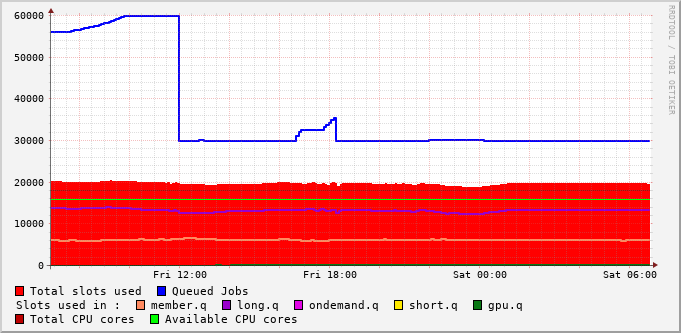 60000
50000
40000
30000
20000
10000
0
Fri 12:00 Fri 18:00 Sat 00:00 Sat 06:00
Total slots used Queued Jobs
Slots used in : member.q long.q ondemand.q short.q gpu.q
Total CPU cores Available CPU cores
RRDTOOL / TOBI OETIKER